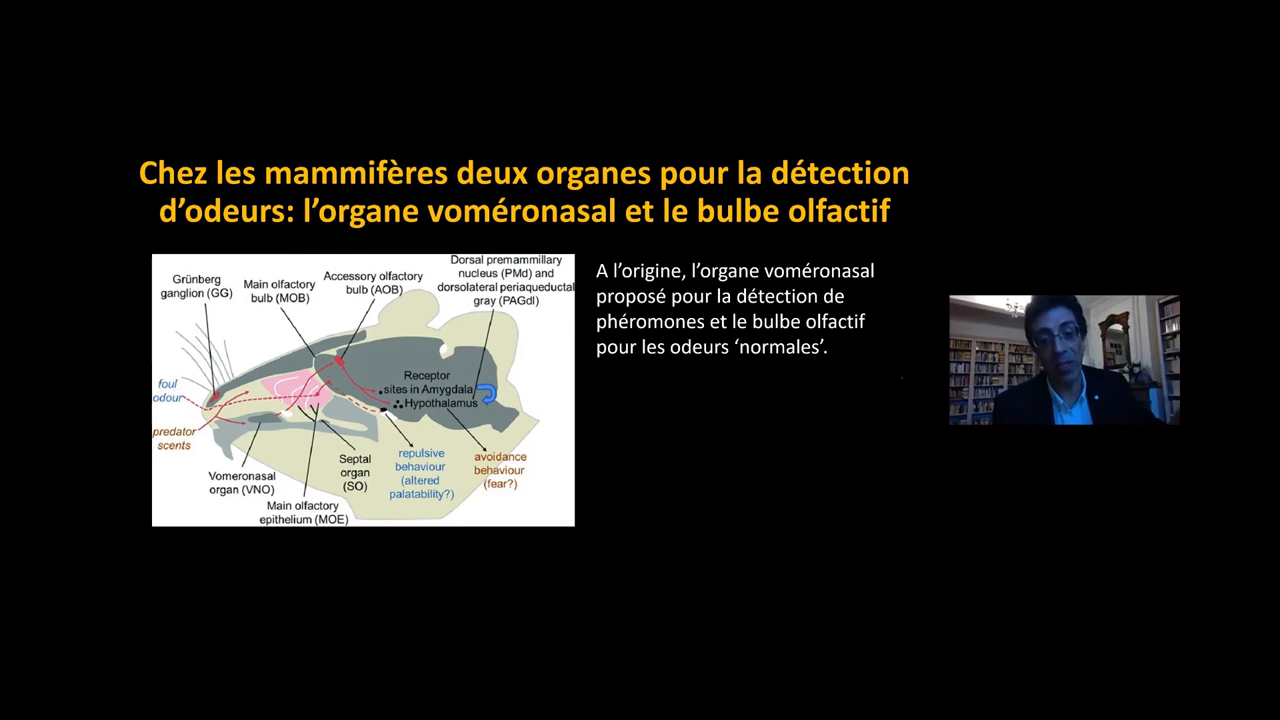 Chez les mammifères deux organes pour la détection
d’odeurs: l’organe voméronasal et le bulbe olfactif
Grünberg
ganglion (GG)
Main olfactory
bulb (MOB)
Accessory olfactory
bulb (AOB)
Dorsal premammillary
nucleus (PMd) and
dorsolateral periaqueductal
gray (PAGdl)
foul
odour
predator
scents
Receptor
sites in Amygdala
Hypothalamus
Vomeronasal
organ (VNO)
Main olfactory
epithelium (MOE)
Septal
organ
(SO)
repulsive
behaviour
(altered
palatability?)
avoidance
behaviour
(fear?)
A l’origine, l’organe voméronasal
proposé pour la détection de
phéromones et le bulbe olfactif
pour les odeurs ‘normales’.